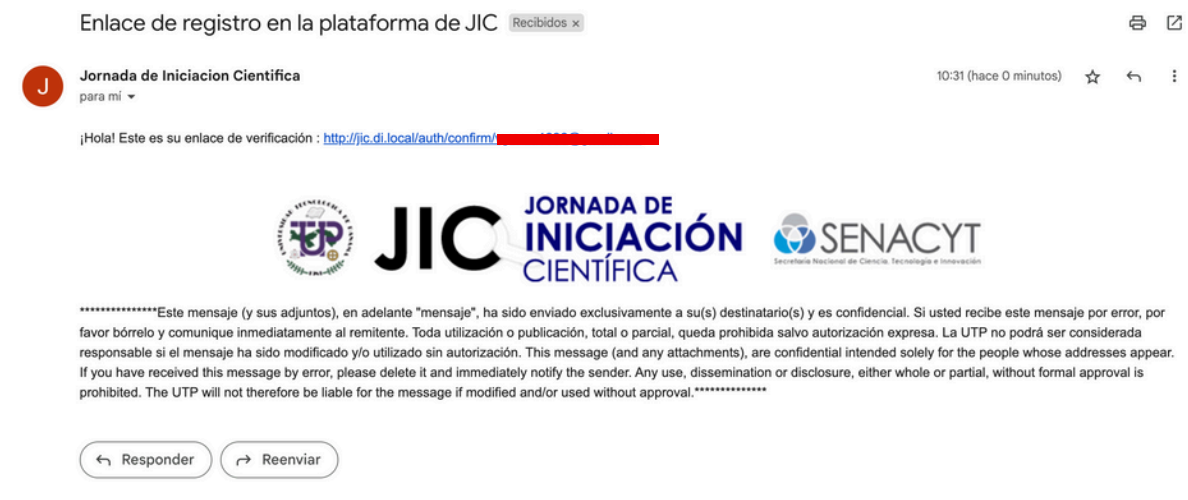 Enlace de registro en la plataforma de JIC Recibidos ×
J
Jornada de Iniciacion Cientifica 10:31 (hace 0 minutos)
para mí
¡Hola! Este es su enlace de verificación : http://jic.di.local/auth/confirm/
UNIVERSIDAD TECNOLOGICA DE PANAMA
UTP
JIC
JORNADA DE
INICIACIÓN
CIENTÍFICA
SENACYT
Secretaría Nacional de Ciencia, Tecnología e Innovación
***************Este mensaje (y sus adjuntos), en adelante "mensaje", ha sido enviado exclusivamente a su(s) destinatario(s) y es confidencial. Si usted recibe este mensaje por error, por
favor bórrelo y comunique inmediatamente al remitente. Toda utilización o publicación, total o parcial, queda prohibida salvo autorización expresa. La UTP no podrá ser considerada
responsable si el mensaje ha sido modificado y/o utilizado sin autorización. This message (and any attachments), are confidential intended solely for the people whose addresses appear.
If you have received this message by error, please delete it and immediately notify the sender. Any use, dissemination or disclosure, either whole or partial, without formal approval is
prohibited. The UTP will not therefore be liable for the message if modified and/or used without approval.**************
Responder
Reenviar